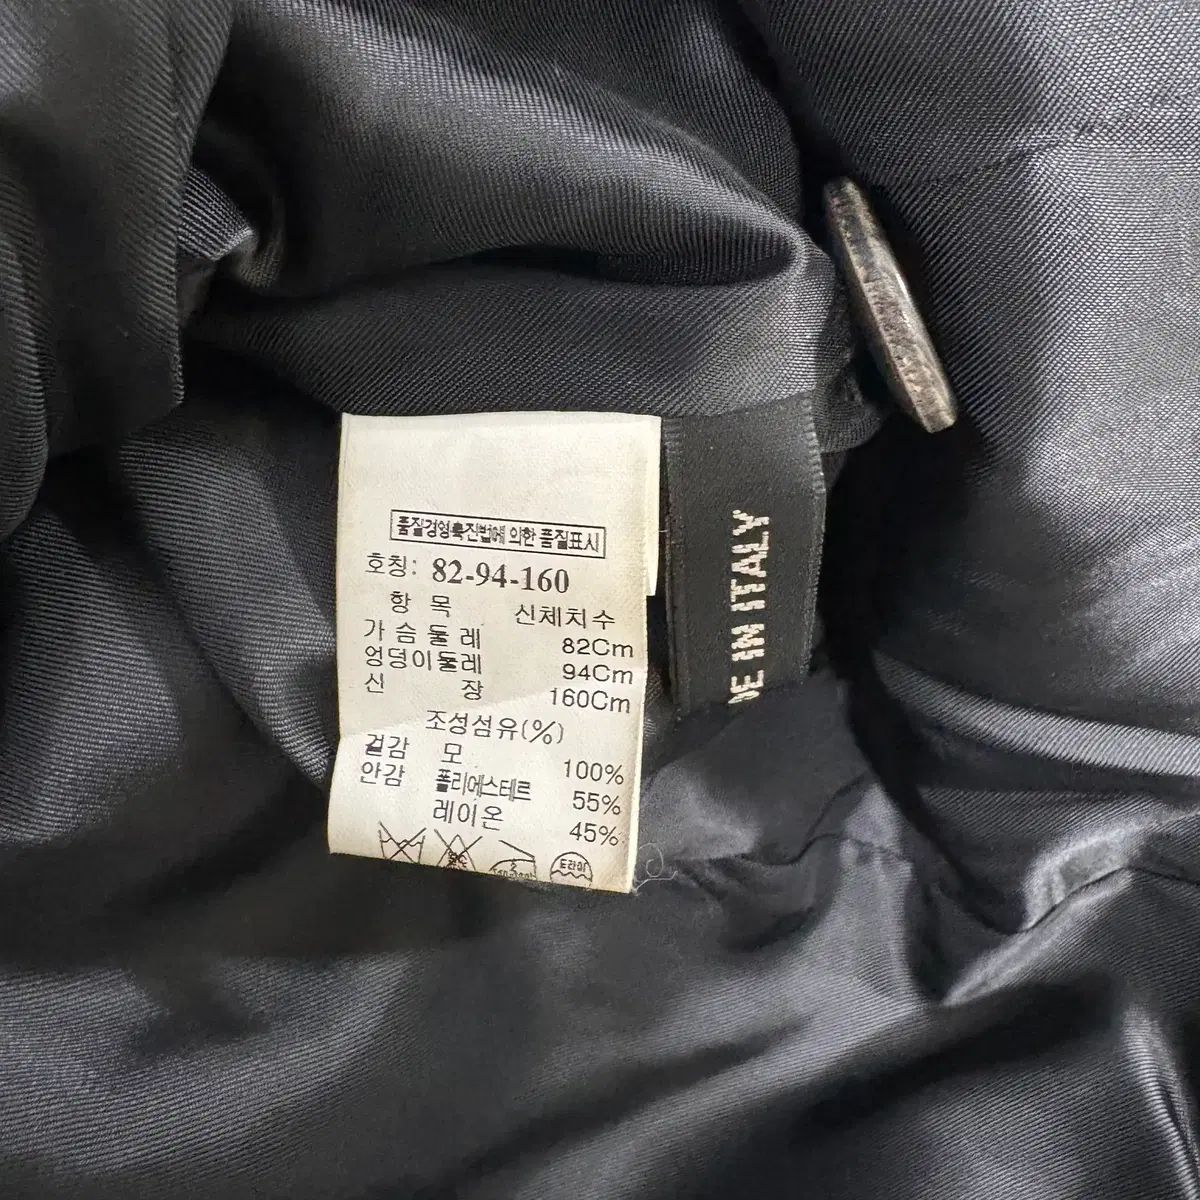 품질경영촉진법에 의한 품질표시
호칭: 82-94-160
항 목 신체치수
가슴둘레 82Cm
엉덩이둘레 94Cm
신 장 160Cm
조성섬유(%)
겉감 모 100%
안감 폴리에스테르 55%
레이온 45%
드라이
DE IN ITALY